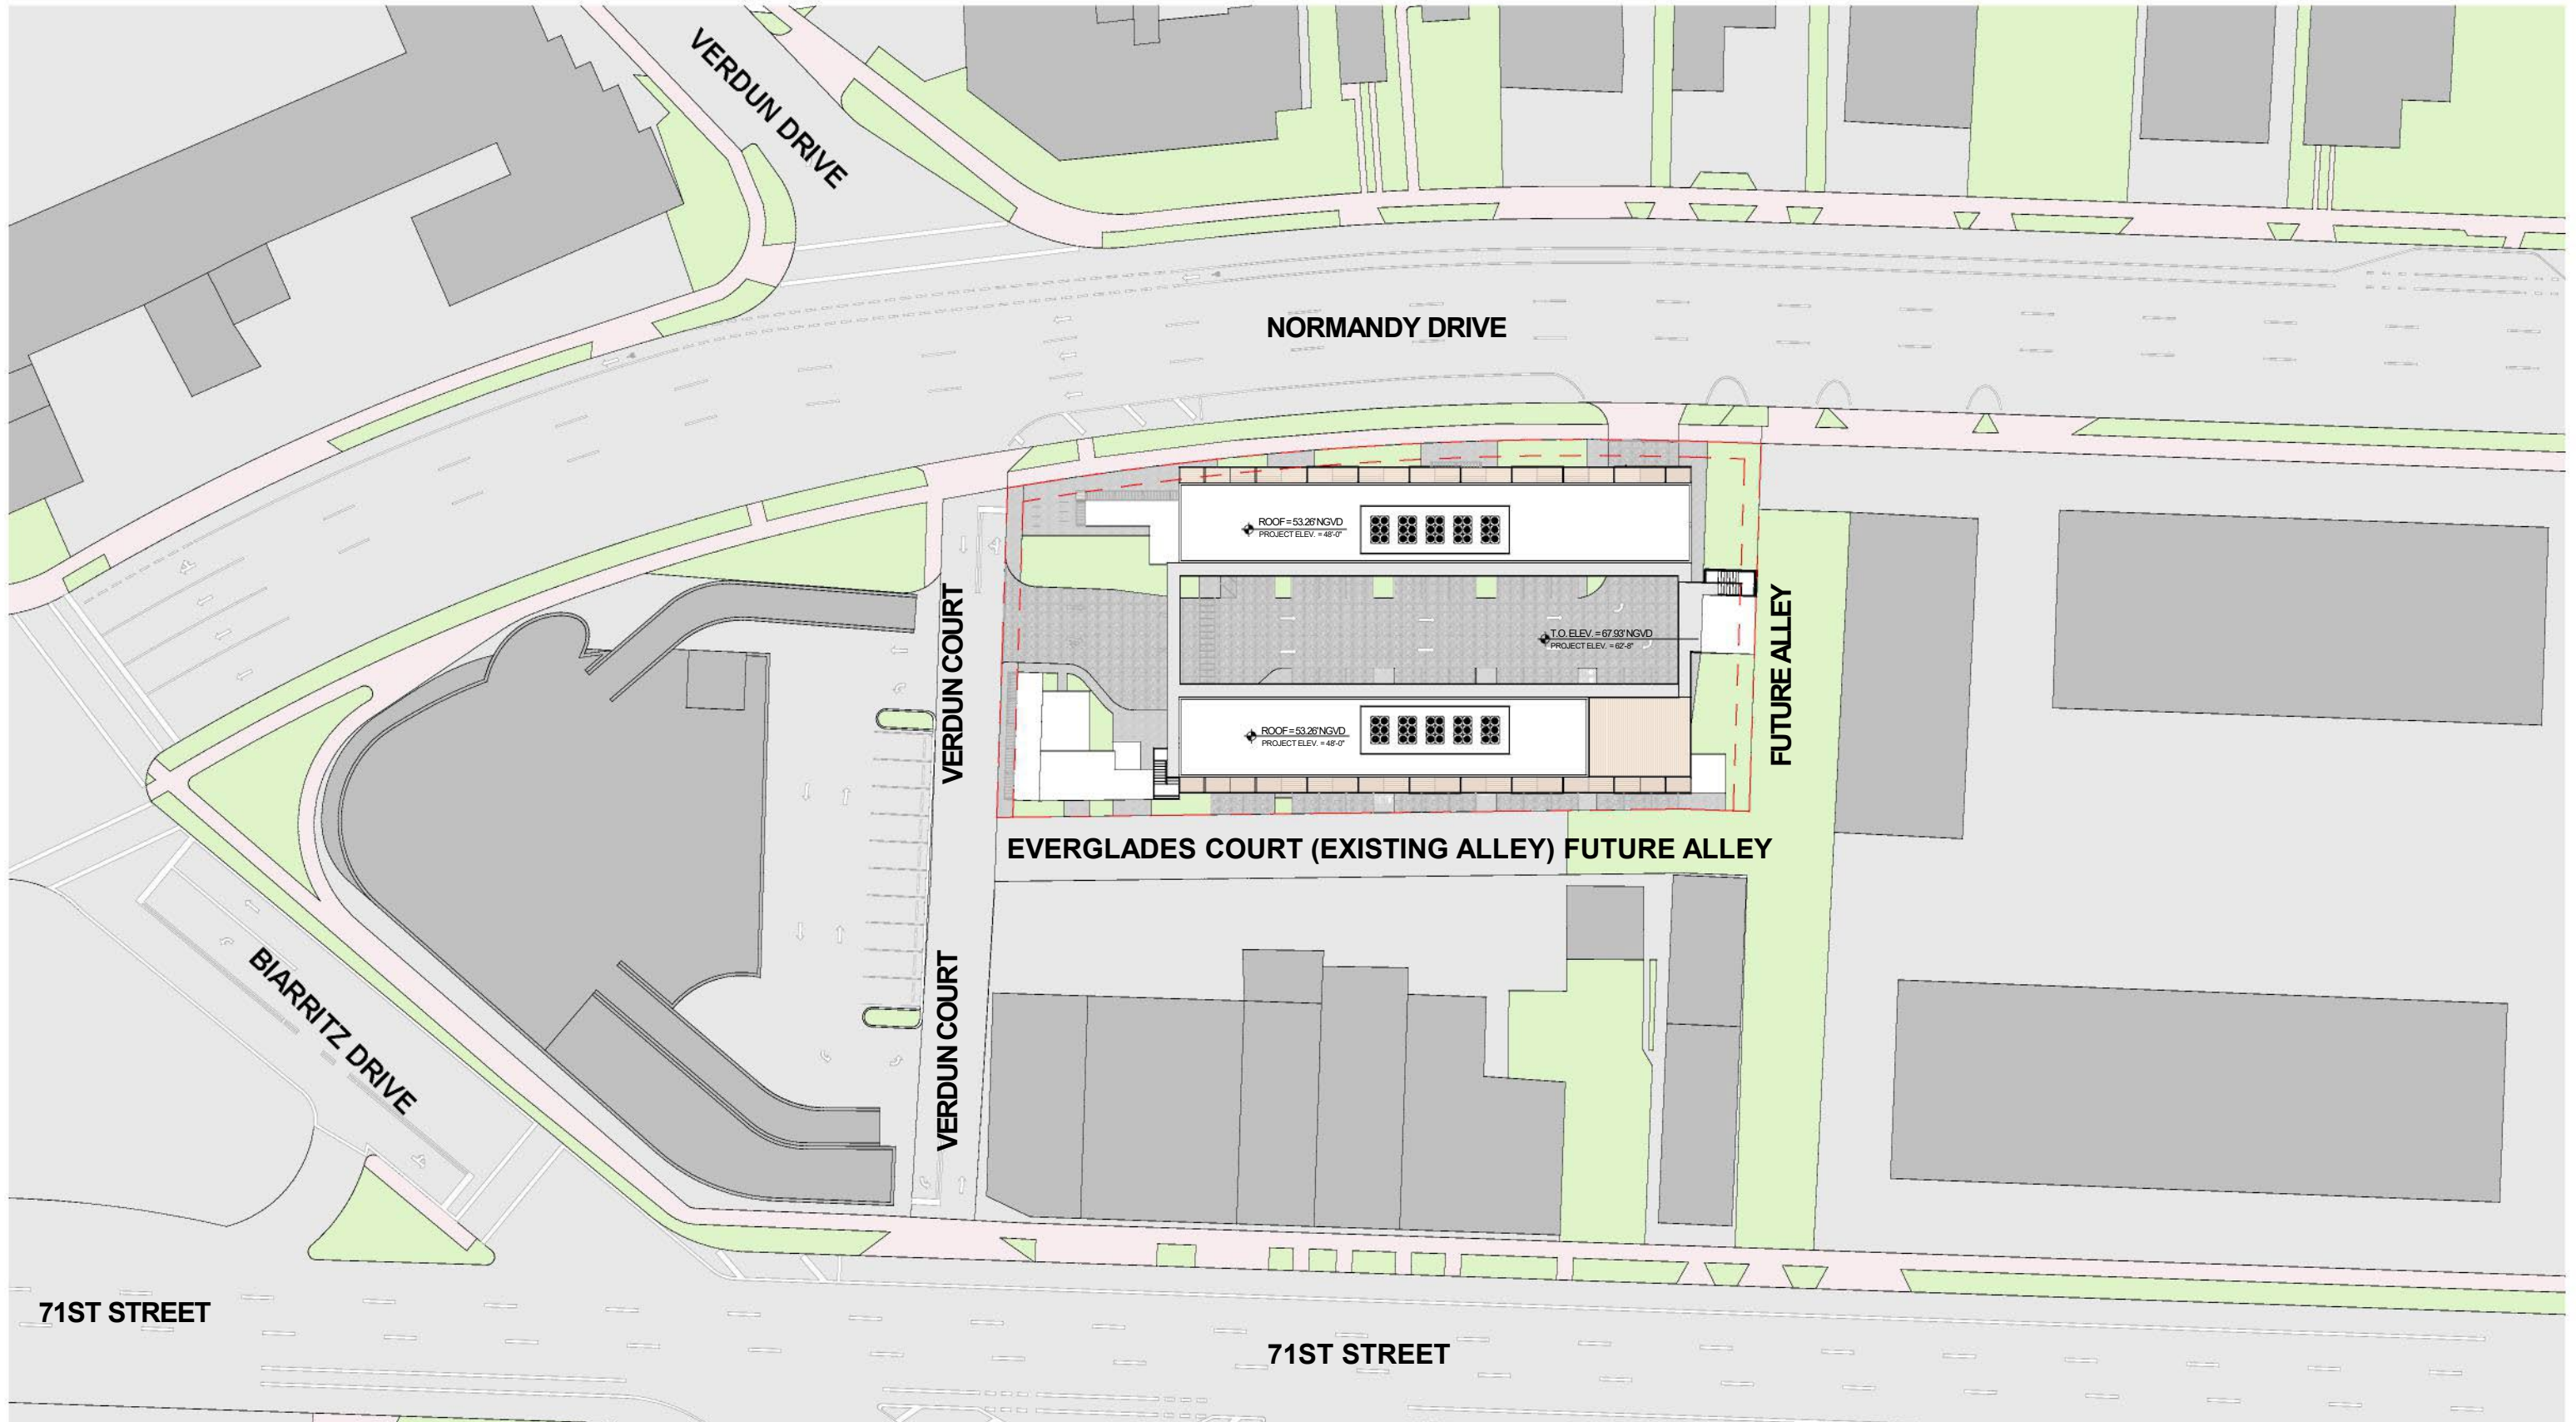 VERDUN DRIVE
NORMANDY DRIVE
ROOF = 53.26' NGVD
PROJECT ELEV. = 48'-0"
VERDUN COURT
FUTURE ALLEY
T.O. ELEV. = 67.93' NGVD
PROJECT ELEV. = 62'-8"
ROOF = 53.26' NGVD
PROJECT ELEV. = 48'-0"
EVERGLADES COURT (EXISTING ALLEY) FUTURE ALLEY
BIARRITZ DRIVE
VERDUN COURT
71ST STREET
71ST STREET